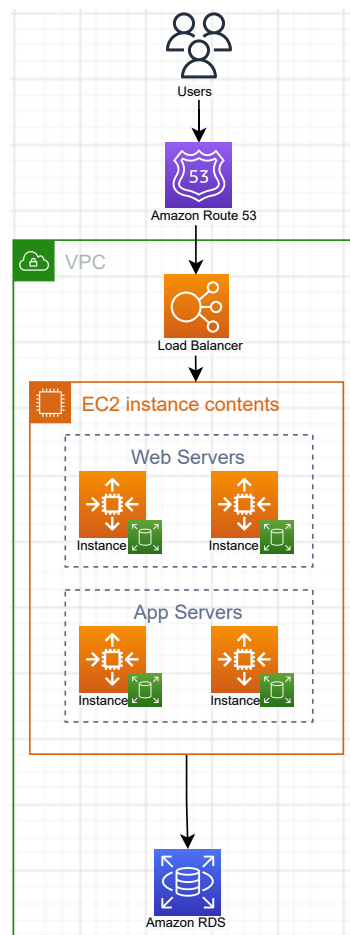 Users
53
Amazon Route 53
VPC
Load Balancer
EC2 instance contents
Web Servers
Instance
Instance
App Servers
Instance
Instance
Amazon RDS